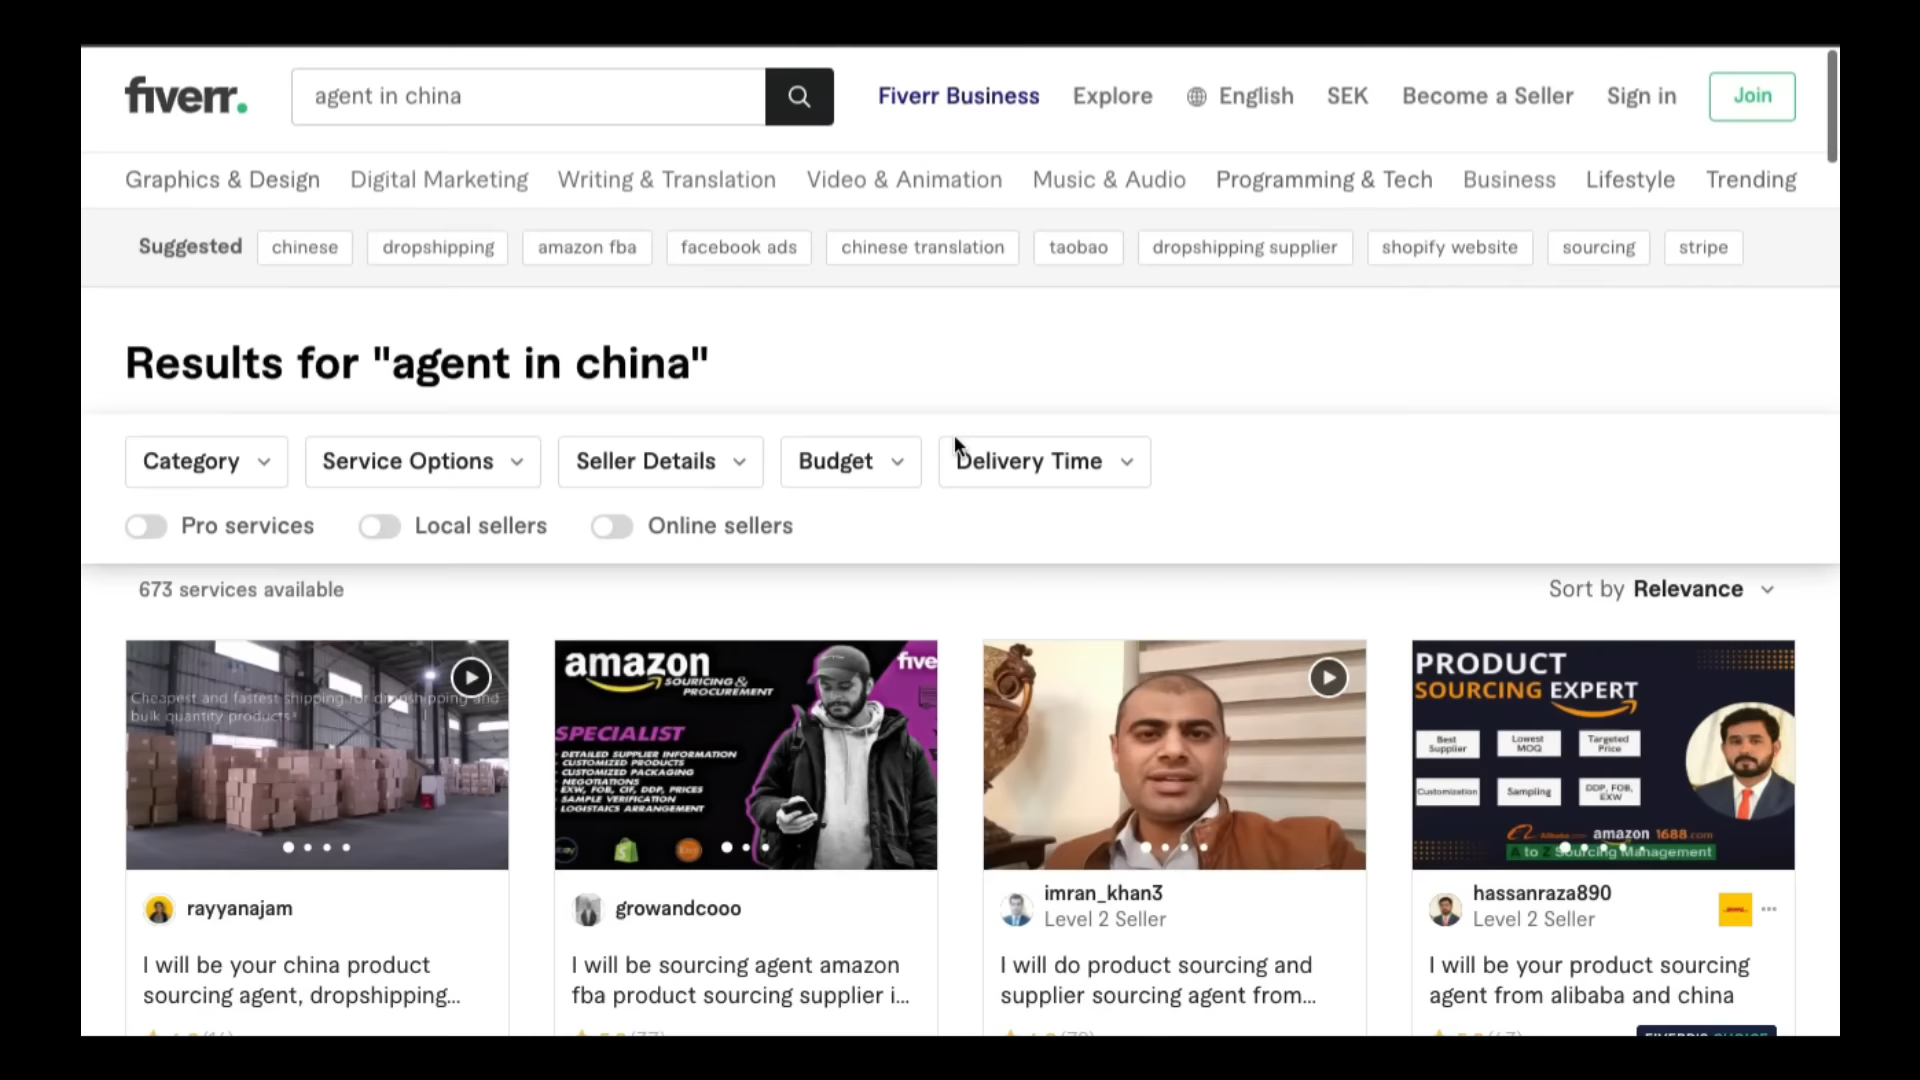 fiverr.
agent in china
Fiverr Business Explore English SEK Become a Seller Sign in Join
Graphics & Design Digital Marketing Writing & Translation Video & Animation Music & Audio Programming & Tech Business Lifestyle Trending
Suggested chinese dropshipping amazon fba facebook ads chinese translation taobao dropshipping supplier shopify website sourcing stripe
Results for "agent in china"
Category Service Options Seller Details Budget Delivery Time
Pro services Local sellers Online sellers
673 services available
Sort by Relevance
Cheapest and fastest shipping for dropshipping and
bulk quantity products
amazon
SOURICING &
PROCUREMENT
five
SPECIALIST
- DETAILED SUPPLIER INFORMATION
- CUSTOMIZED PRODUCTS
- CUSTOMIZED PACKAGING
- NEGOTIATIONS
- EXW, FOB, CIF, DDP, PRICES
- SAMPLE VERIFICATION
- LOGISTAICS ARRANGEMENT
PRODUCT
SOURCING EXPERT
Best
Supplier
Lowest
MOQ
Targeted
Price
Customization
Sampling
DDP, FOB,
EXW
Alibaba.com amazon 1688.com
A to Z Sourcing Management
rayyanajam
I will be your china product
sourcing agent, dropshipping...
growandcooo
I will be sourcing agent amazon
fba product sourcing supplier i...
imran_khan3
Level 2 Seller
I will do product sourcing and
supplier sourcing agent from...
hassanraza890
Level 2 Seller
I will be your product sourcing
agent from alibaba and china